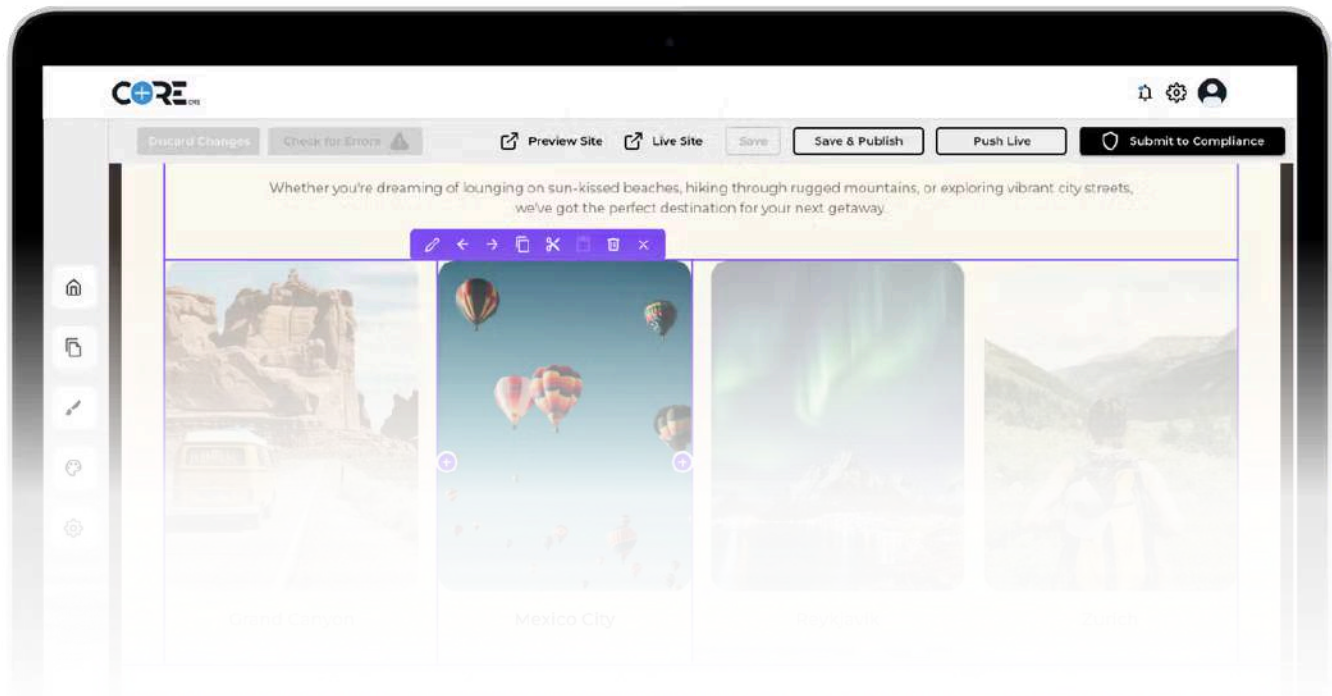 CORE
Discard Changes
Check for Errors
Preview Site
Live Site
Save
Save & Publish
Push Live
Submit to Compliance
Whether you're dreaming of lounging on sun-kissed beaches, hiking through rugged mountains, or exploring vibrant city streets,
we've got the perfect destination for your next getaway.
Grand Canyon
Mexico City
Reykjavik
Zurich